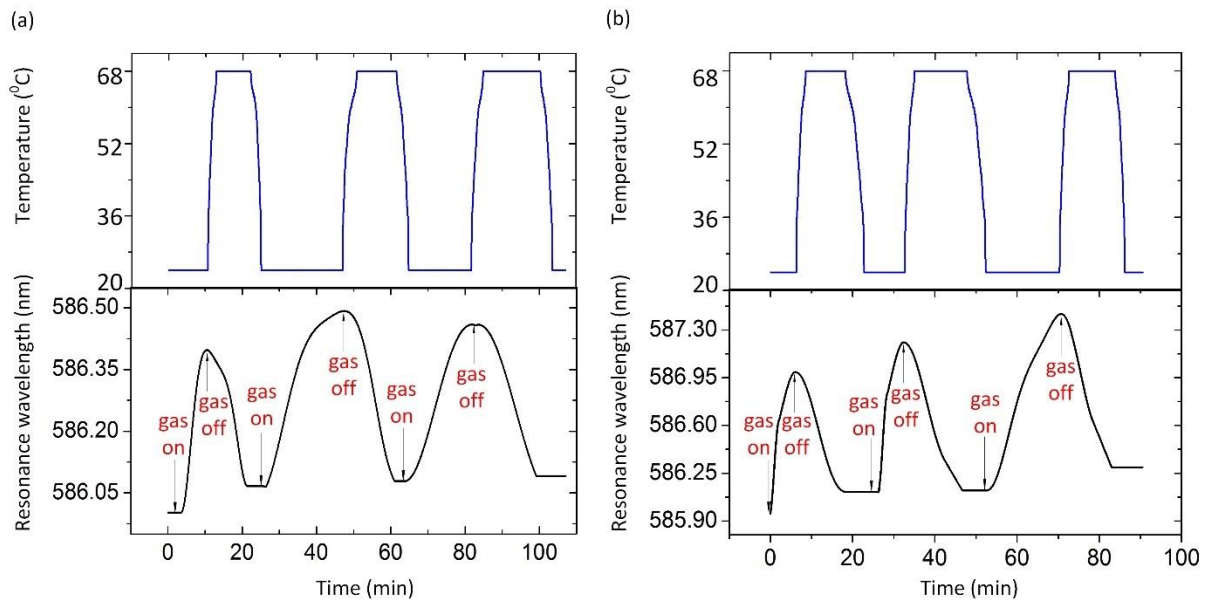 (a)
Temperature (⁰C)
68
52
36
20
Resonance wavelength (nm)
586.50
586.35
586.20
586.05
gas
on
gas
off
gas
on
gas
off
gas
on
gas
off
0
20
40
60
80
100
Time (min)
(b)
Temperature (⁰C)
68
52
36
20
Resonance wavelength (nm)
587.30
586.95
586.60
586.25
585.90
gas
on
gas
off
gas
on
gas
off
gas
on
gas
off
0
20
40
60
80
100
Time (min)